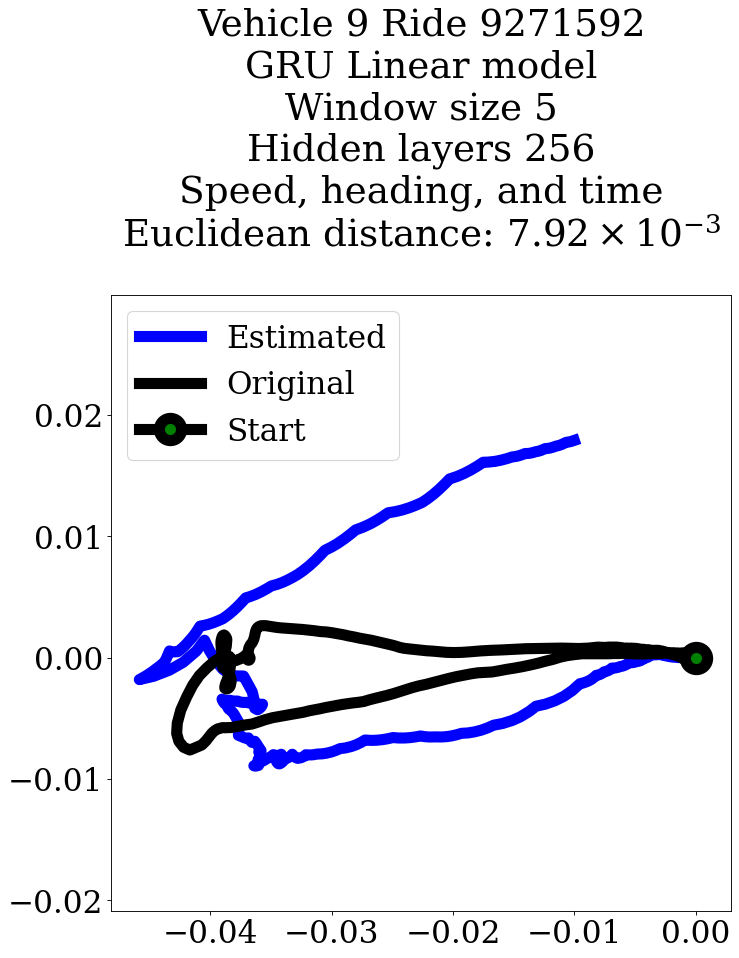 Vehicle 9 Ride 9271592
GRU Linear model
Window size 5
Hidden layers 256
Speed, heading, and time
Euclidean distance: 7.92 × 10⁻³
Estimated
Original
Start
0.02
0.01
0.00
−0.01
−0.02
−0.04 −0.03 −0.02 −0.01 0.00